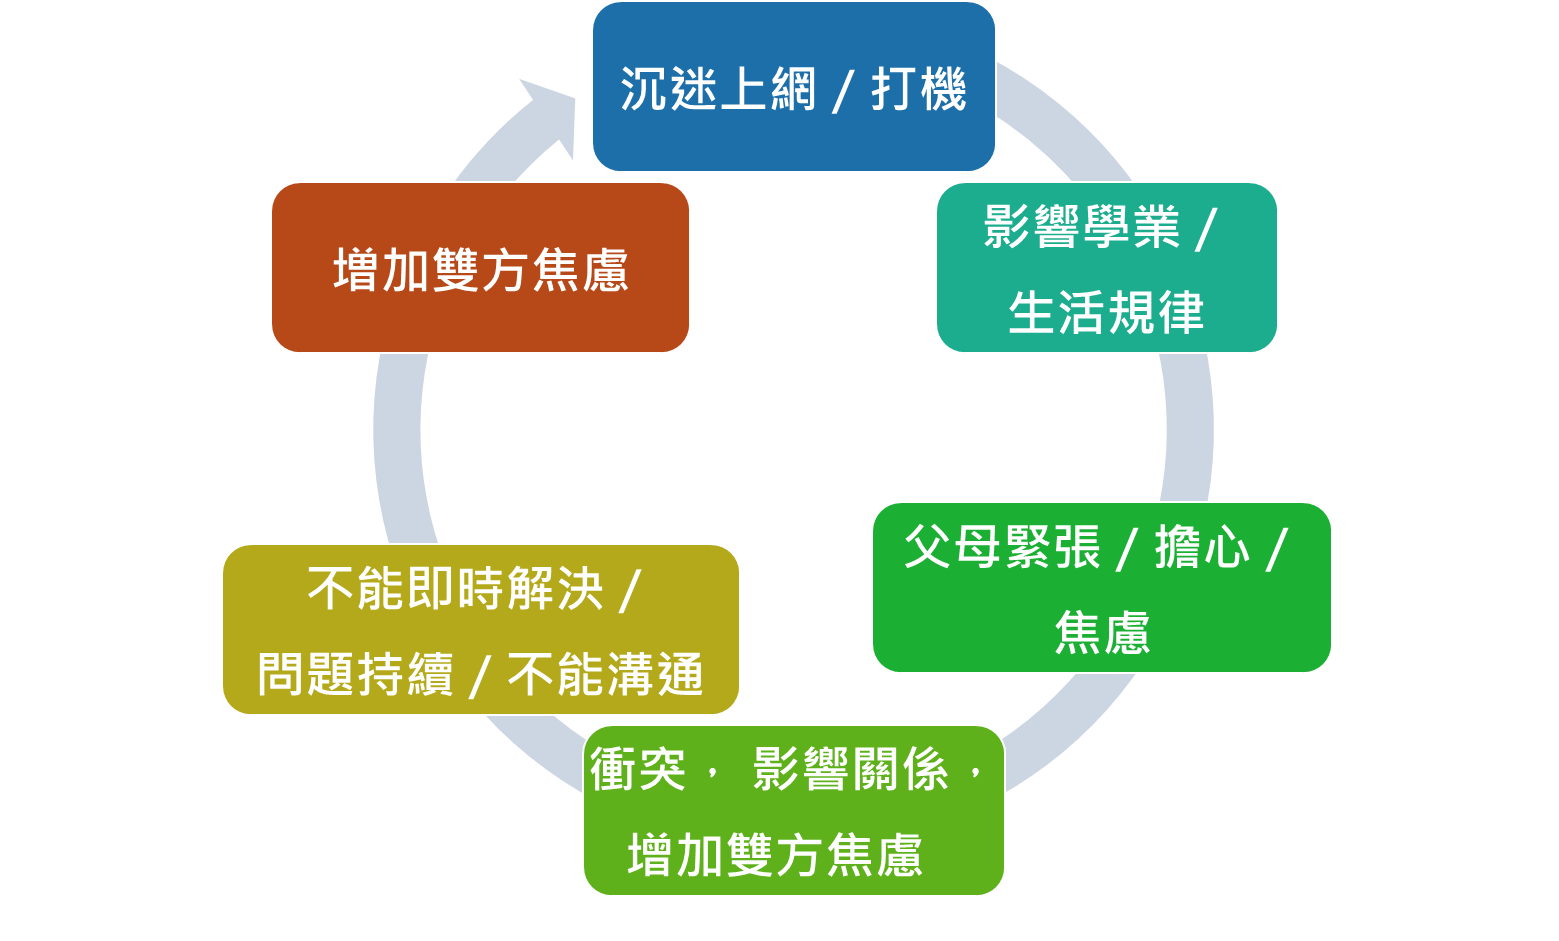 沉迷上網 / 打機
影響學業 /
生活規律
父母緊張 / 擔心 /
焦慮
衝突， 影響關係，
增加雙方焦慮
不能即時解決 /
問題持續 / 不能溝通
增加雙方焦慮